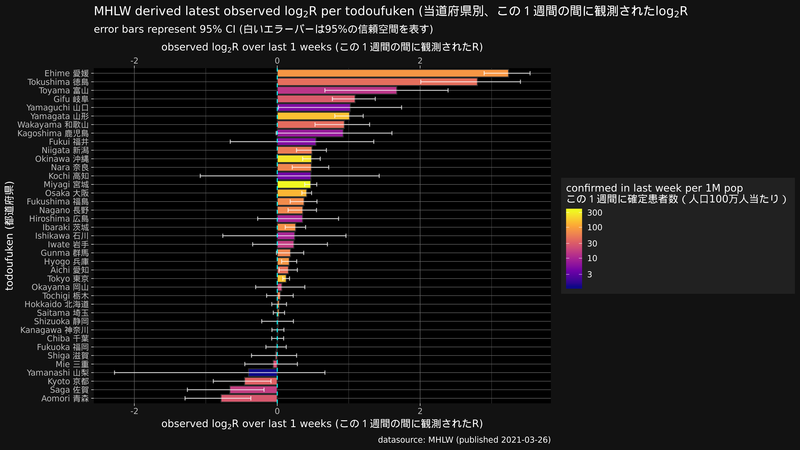 MHLW derived latest observed log₂R per todoufuken (当道府県別、この１週間の間に観測されたlog₂R
error bars represent 95% CI (白いエラーバーは95%の信頼空間を表す)
observed log₂R over last 1 weeks (この１週間の間に観測されたR)
-2 0 2
todoufuken (都道府県)
Ehime 愛媛
Tokushima 徳島
Toyama 富山
Gifu 岐阜
Yamaguchi 山口
Yamagata 山形
Wakayama 和歌山
Kagoshima 鹿児島
Fukui 福井
Niigata 新潟
Okinawa 沖縄
Nara 奈良
Kochi 高知
Miyagi 宮城
Osaka 大阪
Fukushima 福島
Nagano 長野
Hiroshima 広島
Ibaraki 茨城
Ishikawa 石川
Iwate 岩手
Gunma 群馬
Hyogo 兵庫
Aichi 愛知
Tokyo 東京
Okayama 岡山
Tochigi 栃木
Hokkaido 北海道
Saitama 埼玉
Shizuoka 静岡
Kanagawa 神奈川
Chiba 千葉
Fukuoka 福岡
Shiga 滋賀
Mie 三重
Yamanashi 山梨
Kyoto 京都
Saga 佐賀
Aomori 青森
-2 0 2
observed log₂R over last 1 weeks (この１週間の間に観測されたR)
datasource: MHLW (published 2021-03-26)
confirmed in last week per 1M pop
この１週間に確定患者数 ( 人口100万人当たり )
300
100
30
10
3